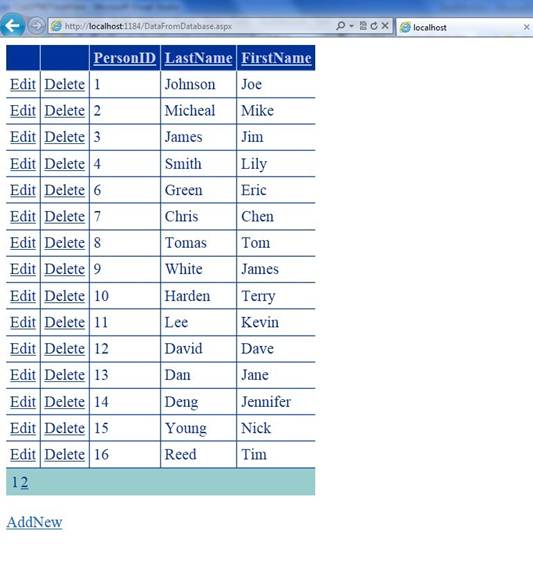 http://localhost:1184/DataFromDatabase.aspx localhost
PersonID LastName FirstName
Edit Delete 1 Johnson Joe
Edit Delete 2 Micheal Mike
Edit Delete 3 James Jim
Edit Delete 4 Smith Lily
Edit Delete 6 Green Eric
Edit Delete 7 Chris Chen
Edit Delete 8 Tomas Tom
Edit Delete 9 White James
Edit Delete 10 Harden Terry
Edit Delete 11 Lee Kevin
Edit Delete 12 David Dave
Edit Delete 13 Dan Jane
Edit Delete 14 Deng Jennifer
Edit Delete 15 Young Nick
Edit Delete 16 Reed Tim
1 2
AddNew